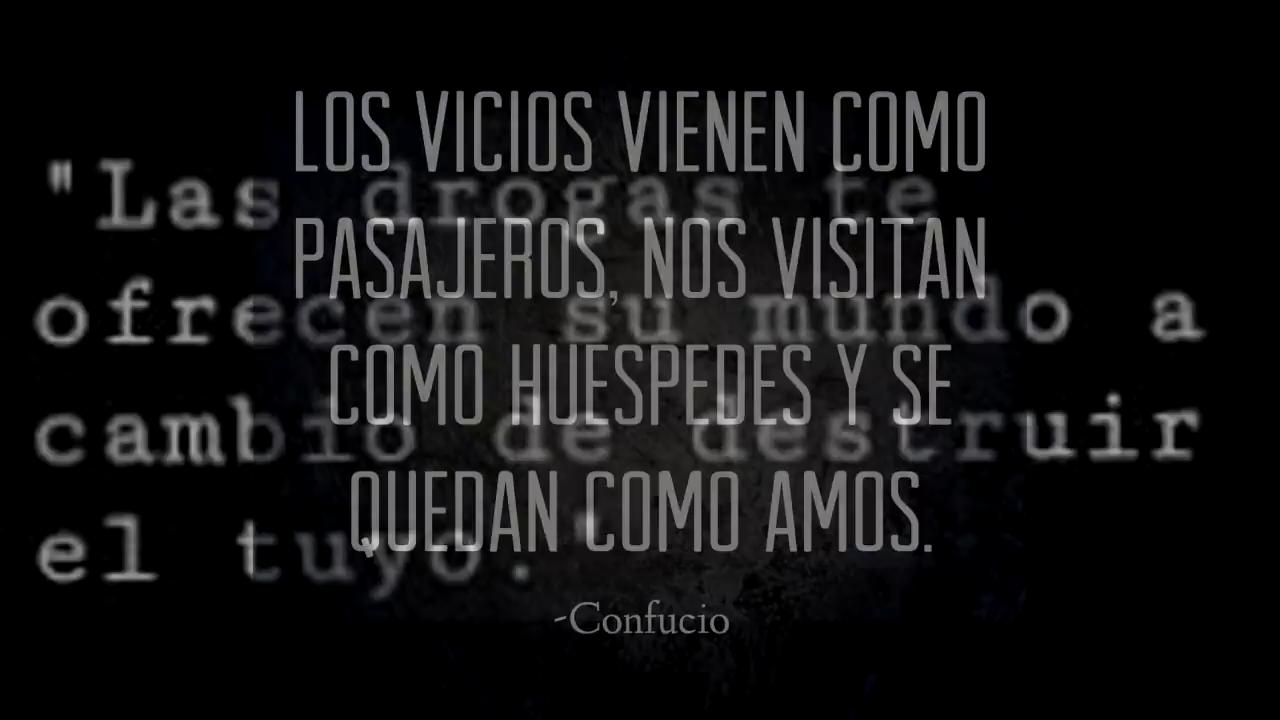 LOS VICIOS VIENEN COMO
PASAJEROS, NOS VISITAN
COMO HUESPEDES Y SE
QUEDAN COMO AMOS.
-Confucio
"Las drogas te
ofrecen su mundo a
cambio de destruir
el tuyo."